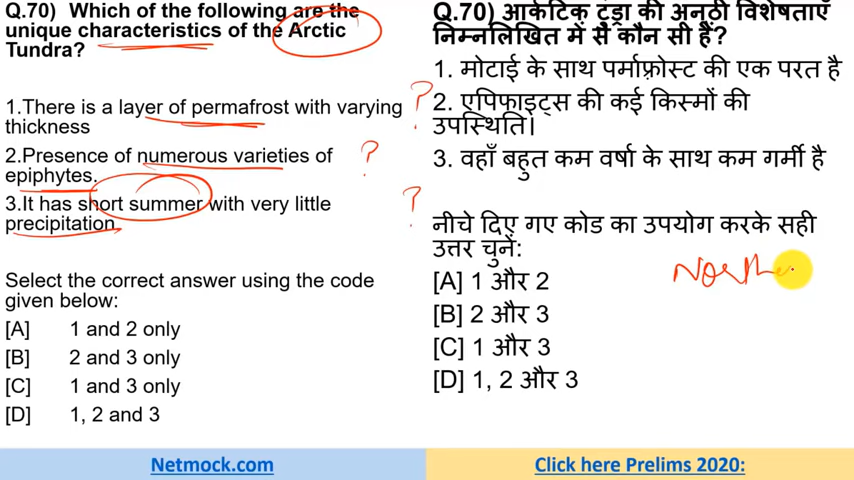 Q.70) Which of the following are the
unique characteristics of the Arctic
Tundra?
1.There is a layer of permafrost with varying
thickness
2.Presence of numerous varieties of
epiphytes.
3.It has short summer with very little
precipitation.
Select the correct answer using the code
given below:
[A] 1 and 2 only
[B] 2 and 3 only
[C] 1 and 3 only
[D] 1, 2 and 3
Q.70) आर्कटिक टुंड्रा की अनूठी विशेषताएँ
निम्नलिखित में से कौन सी हैं?
1. मोटाई के साथ पर्माफ़्रोस्ट की एक परत है
2. एपिफाइट्स की कई किस्मों की
उपस्थिति।
3. वहाँ बहुत कम वर्षा के साथ कम गर्मी है
नीचे दिए गए कोड का उपयोग करके सही
उत्तर चुनें:
[A] 1 और 2
[B] 2 और 3
[C] 1 और 3
[D] 1, 2 और 3
?
?
?
Netmock.com
Click here Prelims 2020: